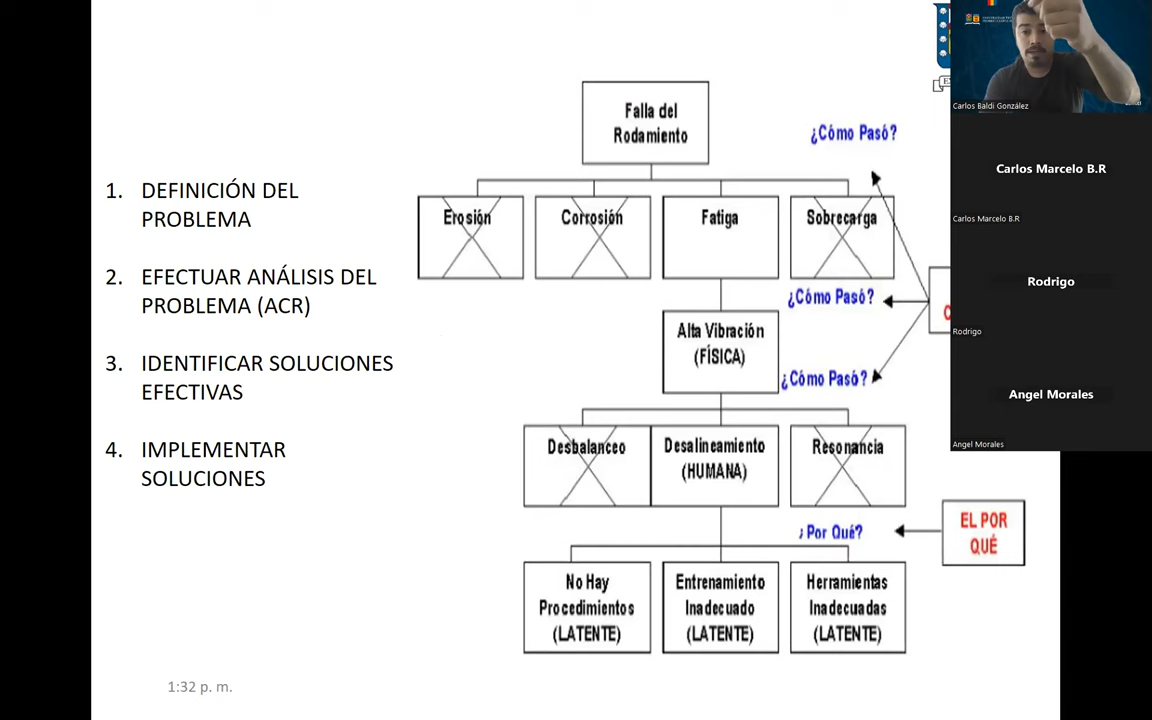 1. DEFINICIÓN DEL
PROBLEMA
2. EFECTUAR ANÁLISIS DEL
PROBLEMA (ACR)
3. IDENTIFICAR SOLUCIONES
EFECTIVAS
4. IMPLEMENTAR
SOLUCIONES
1:32 p. m.
Falla del
Rodamiento
¿Cómo Pasó?
Erosión
Corrosión
Fatiga
Sobrecarga
¿Cómo Pasó?
Alta Vibración
(FÍSICA)
¿Cómo Pasó?
Desbalanceo
Desalineamiento
(HUMANA)
Resonancia
¿Por Qué?
EL POR
QUÉ
No Hay
Procedimientos
(LATENTE)
Entrenamiento
Inadecuado
(LATENTE)
Herramientas
Inadecuadas
(LATENTE)
Carlos Baldi González
Carlos Marcelo B.R
Carlos Marcelo B.R
Rodrigo
Rodrigo
Angel Morales
Angel Morales